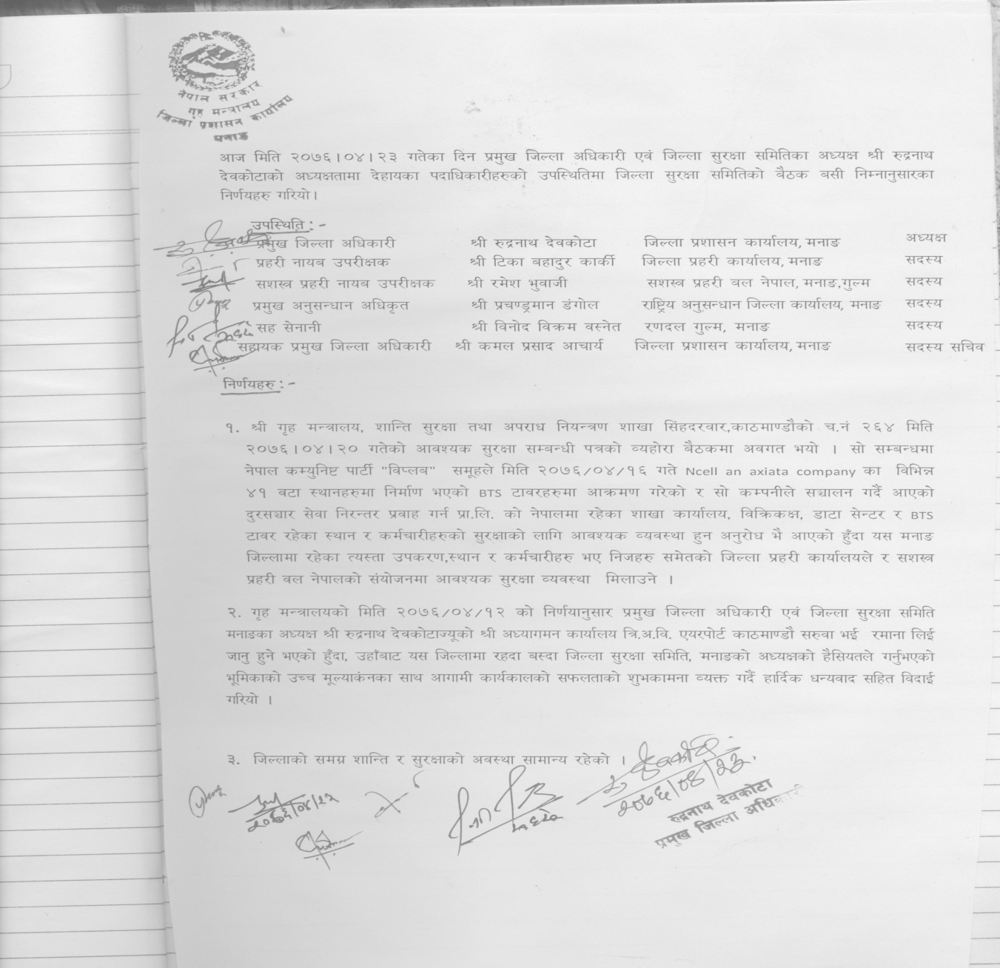 नेपाल सरकार
गृह मन्त्रालय
जिल्ला प्रशासन कार्यालय
मनाङ
आज मिति २०७६।०४।२३ गतेका दिन प्रमुख जिल्ला अधिकारी एवं जिल्ला सुरक्षा समितिका अध्यक्ष श्री रुद्रनाथ
देवकोटाको अध्यक्षतामा देहायका पदाधिकारीहरुको उपस्थितिमा जिल्ला सुरक्षा समितिको बैठक बसी निम्नानुसारका
निर्णयहरु गरियो।
उपस्थिति : -
प्रमुख जिल्ला अधिकारी श्री रुद्रनाथ देवकोटा जिल्ला प्रशासन कार्यालय, मनाङ अध्यक्ष
प्रहरी नायब उपरीक्षक श्री टिका बहादुर कार्की जिल्ला प्रहरी कार्यालय, मनाङ सदस्य
सशस्त्र प्रहरी नायब उपरीक्षक श्री रमेश भुवाजी सशस्त्र प्रहरी बल नेपाल, मनाङ,गुल्म सदस्य
प्रमुख अनुसन्धान अधिकृत श्री प्रचण्ड्रमान डंगोल राष्ट्रिय अनुसन्धान जिल्ला कार्यालय, मनाङ सदस्य
सह सेनानी श्री विनोद विक्रम वस्नेत रणदल गुल्म, मनाङ सदस्य
सहायक प्रमुख जिल्ला अधिकारी श्री कमल प्रसाद आचार्य जिल्ला प्रशासन कार्यालय, मनाङ सदस्य सचिव
निर्णयहरु : -
१. श्री गृह मन्त्रालय, शान्ति सुरक्षा तथा अपराध नियन्त्रण शाखा सिंहदरवार,काठमाण्डौको च.नं २६४ मिति
२०७६।०४।२० गतेको आवश्यक सुरक्षा सम्बन्धी पत्रको व्यहोरा बैठकमा अवगत भयो । सो सम्बन्धमा
नेपाल कम्युनिष्ट पार्टी "विप्लब" समूहले मिति २०७६/०४/१६ गते Ncell an axiata company का विभिन्न
४१ वटा स्थानहरुमा निर्माण भएको BTS टावरहरुमा आक्रमण गरेको र सो कम्पनीले सञ्चालन गर्दै आएको
दुरसञ्चार सेवा निरन्तर प्रवाह गर्न प्रा.लि. को नेपालमा रहेका शाखा कार्यालय, विक्रिकक्ष, डाटा सेन्टर र BTS
टावर रहेका स्थान र कर्मचारीहरुको सुरक्षाको लागि आवश्यक व्यवस्था हुन अनुरोध भै आएको हुँदा यस मनाङ
जिल्लामा रहेका त्यस्ता उपकरण,स्थान र कर्मचारीहरु भए निजहरु समेतको जिल्ला प्रहरी कार्यालयले र सशस्त्र
प्रहरी वल नेपालको संयोजनमा आवश्यक सुरक्षा व्यवस्था मिलाउने ।
२. गृह मन्त्रालयको मिति २०७६/०४/१२ को निर्णयानुसार प्रमुख जिल्ला अधिकारी एवं जिल्ला सुरक्षा समिति
मनाङका अध्यक्ष श्री रुद्रनाथ देवकोटाज्यूको श्री अध्यागमन कार्यालय त्रि.अ.वि. एयरपोर्ट काठमाण्डौ सरुवा भई रमाना लिई
जानु हुने भएको हुँदा, उहाँबाट यस जिल्लामा रहदा बस्दा जिल्ला सुरक्षा समिति, मनाङको अध्यक्षको हैसियतले गर्नुभएको
भूमिकाको उच्च मूल्याकंनका साथ आगामी कार्यकालको सफलताको शुभकामना व्यक्त गर्दै हार्दिक धन्यवाद सहित विदाई
गरियो ।
३. जिल्लाको समग्र शान्ति र सुरक्षाको अवस्था सामान्य रहेको ।
२०७६/०४/२३
२०७६/०४/२३.
रुद्रनाथ देवकोटा
प्रमुख जिल्ला अधिकारी